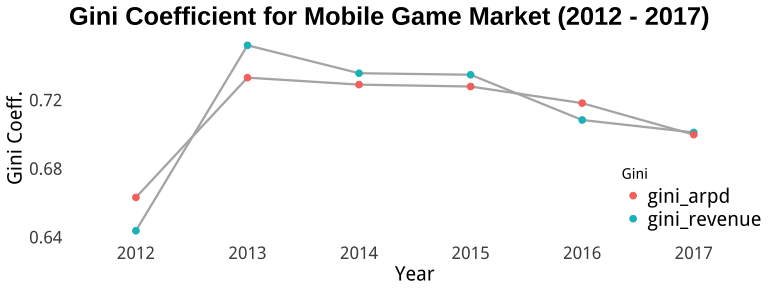 Gini Coefficient for Mobile Game Market (2012 - 2017)
Gini Coeff.
0.72
0.68
0.64
Gini
gini_arpd
gini_revenue
2012 2013 2014 2015 2016 2017
Year